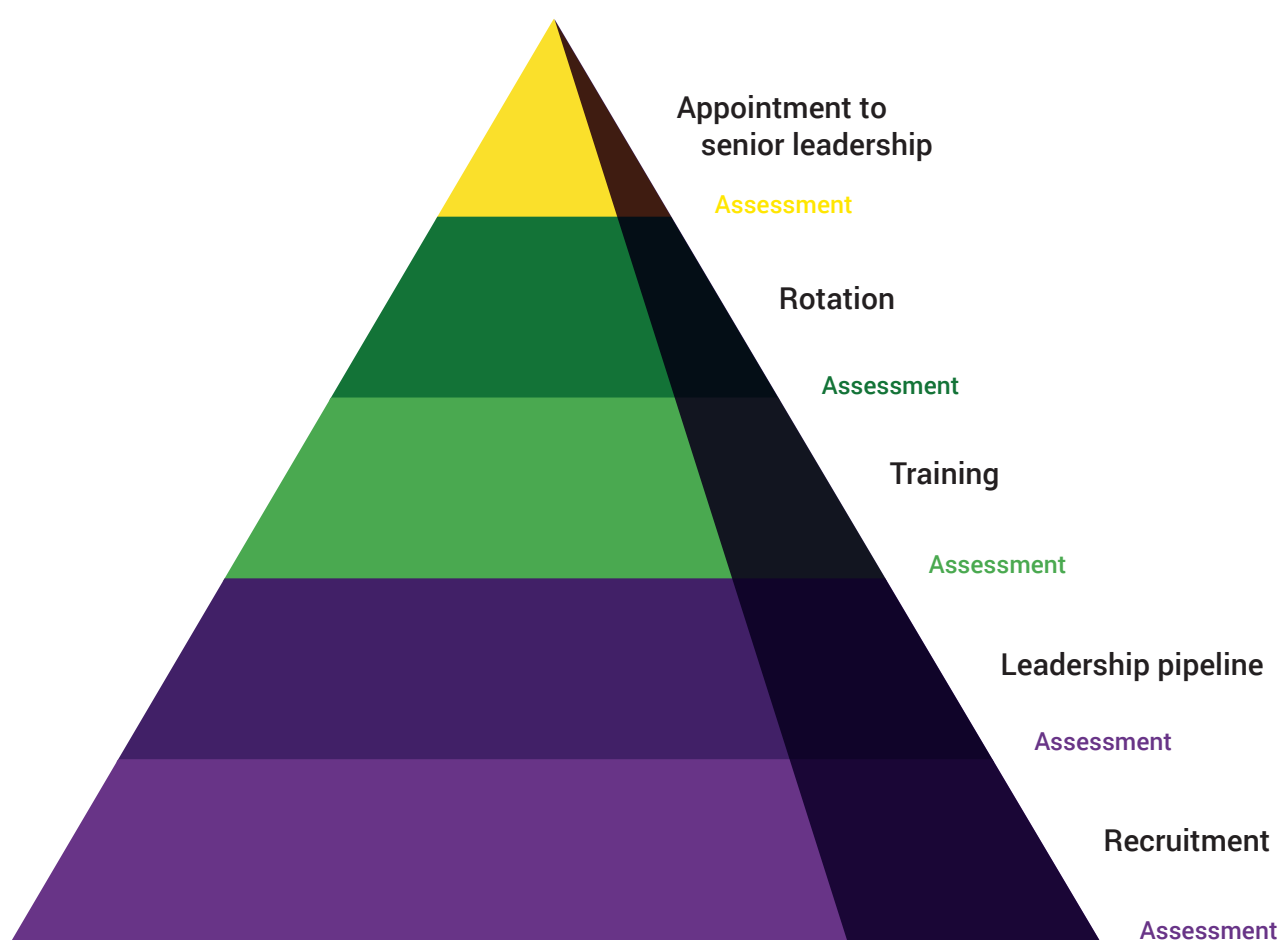 Appointment to
senior leadership
Assessment
Rotation
Assessment
Training
Assessment
Leadership pipeline
Assessment
Recruitment
Assessment